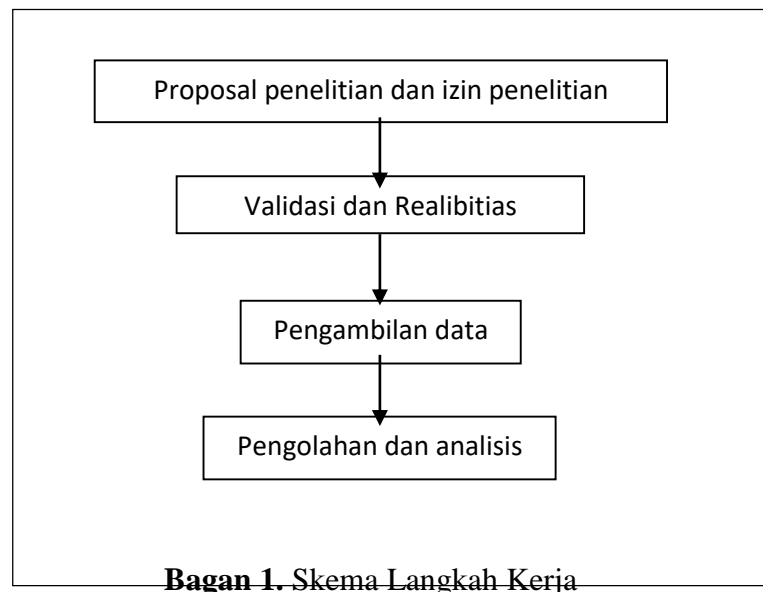 Proposal penelitian dan izin penelitian
Validasi dan Realibitias
Pengambilan data
Pengolahan dan analisis
Bagan 1. Skema Langkah Kerja